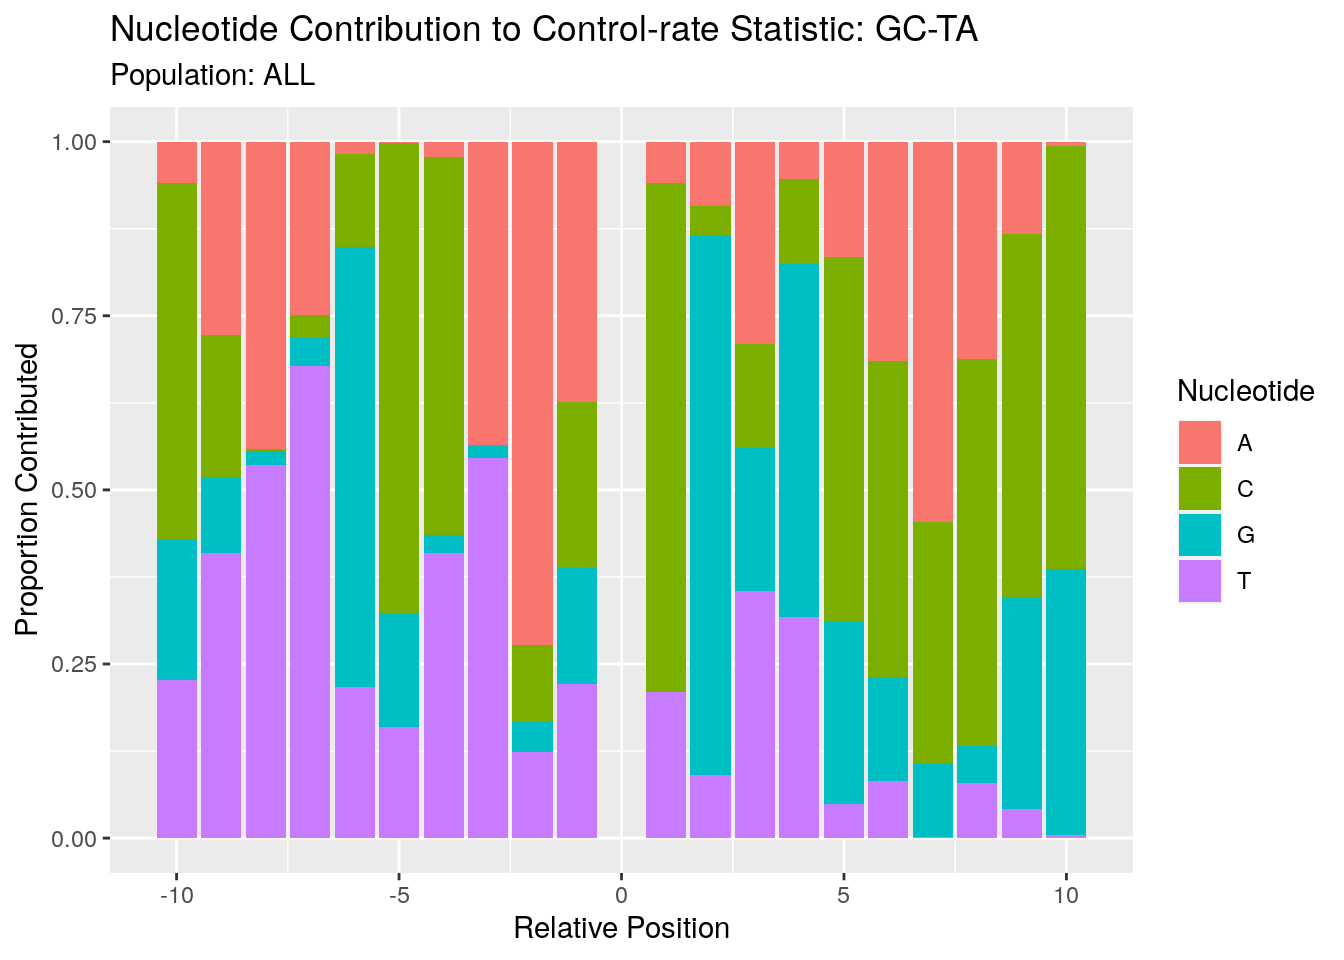 Nucleotide Contribution to Control-rate Statistic: GC-TA
Population: ALL
Proportion Contributed
1.00
0.75
0.50
0.25
0.00
-10
-5
0
5
10
Relative Position
Nucleotide
A
C
G
T